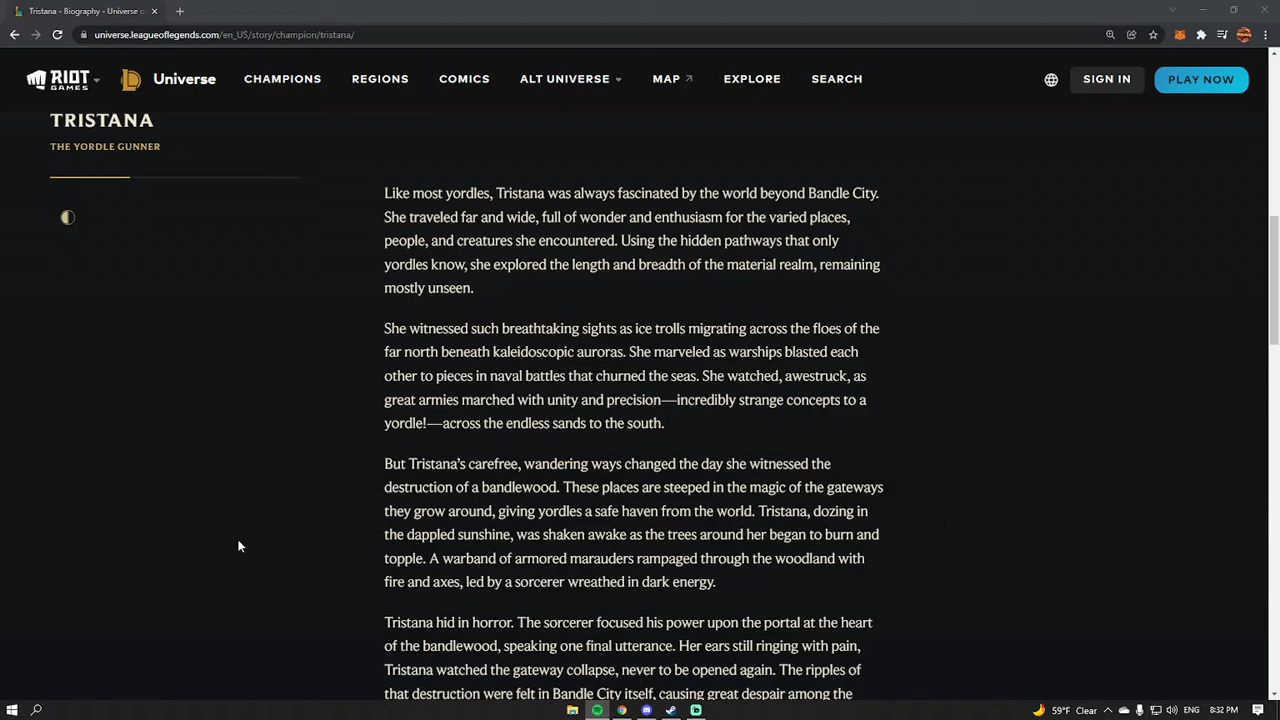 Tristana - Biography - Universe o
universe.leagueoflegends.com/en_US/story/champion/tristana/
RIOT GAMES
Universe
CHAMPIONS
REGIONS
COMICS
ALT UNIVERSE
MAP
EXPLORE
SEARCH
SIGN IN
PLAY NOW
TRISTANA
THE YORDLE GUNNER
Like most yordles, Tristana was always fascinated by the world beyond Bandle City.
She traveled far and wide, full of wonder and enthusiasm for the varied places,
people, and creatures she encountered. Using the hidden pathways that only
yordles know, she explored the length and breadth of the material realm, remaining
mostly unseen.
She witnessed such breathtaking sights as ice trolls migrating across the floes of the
far north beneath kaleidoscopic auroras. She marveled as warships blasted each
other to pieces in naval battles that churned the seas. She watched, awestruck, as
great armies marched with unity and precision—incredibly strange concepts to a
yordle!—across the endless sands to the south.
But Tristana’s carefree, wandering ways changed the day she witnessed the
destruction of a bandlewood. These places are steeped in the magic of the gateways
they grow around, giving yordles a safe haven from the world. Tristana, dozing in
the dappled sunshine, was shaken awake as the trees around her began to burn and
topple. A warband of armored marauders rampaged through the woodland with
fire and axes, led by a sorcerer wreathed in dark energy.
Tristana hid in horror. The sorcerer focused his power upon the portal at the heart
of the bandlewood, speaking one final utterance. Her ears still ringing with pain,
Tristana watched the gateway collapse, never to be opened again. The ripples of
that destruction were felt in Bandle City itself, causing great despair among the
59°F Clear
ENG
8:32 PM